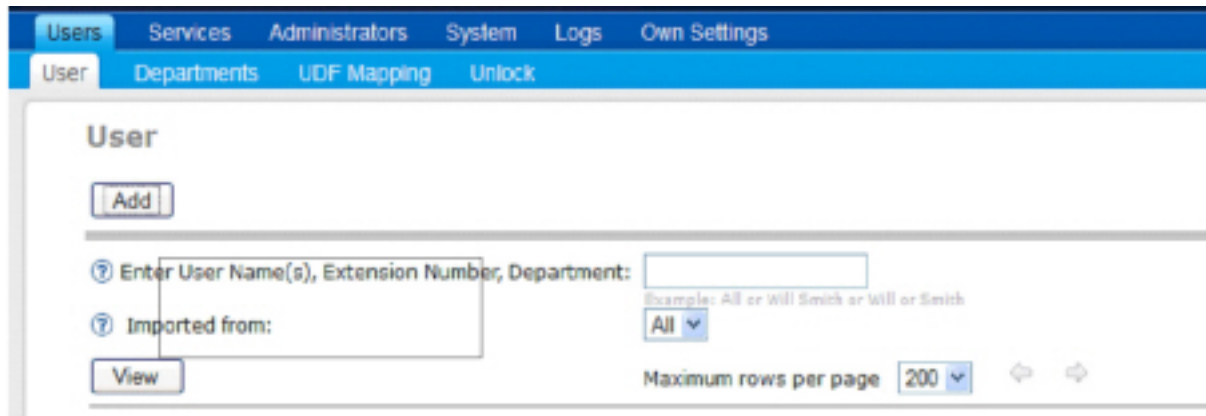 Users Services Administrators System Logs Own Settings
User Departments UDF Mapping Unlock
User
Add
Enter User Name(s), Extension Number, Department:
Example: All or Will Smith or Will or Smith
Imported from: All
View Maximum rows per page 200